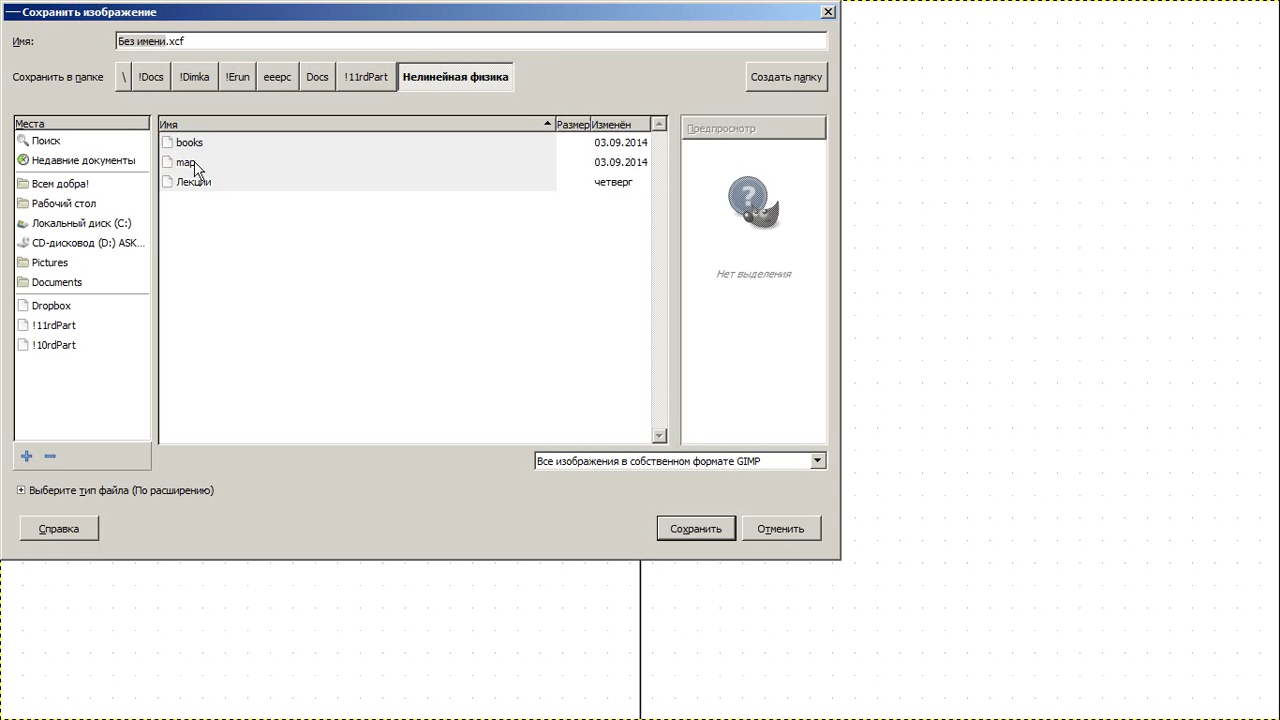 Сохранить изображение
Имя: Без имени.xcf
Сохранить в папке \ !Docs !Dimka !Erun eeepc Docs !11rdPart Нелинейная физика Создать папку
Места
Поиск
Недавние документы
Всем добра!
Рабочий стол
Локальный диск (C:)
CD-дисковод (D:) ASK...
Pictures
Documents
Dropbox
!11rdPart
!10rdPart
Имя Размер Изменён
books 03.09.2014
map 03.09.2014
Лекции четверг
Предпросмотр
Нет выделения
Все изображения в собственном формате GIMP
Выберите тип файла (По расширению)
Справка Сохранить Отменить